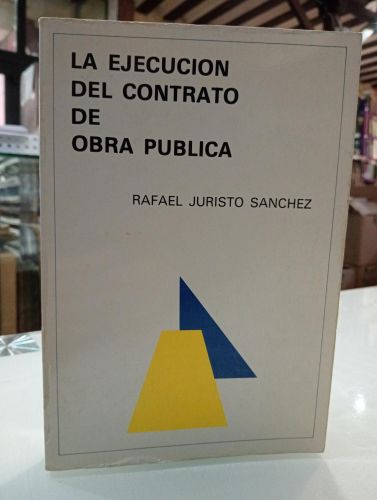 LA EJECUCION
DEL CONTRATO
DE
OBRA PUBLICA
RAFAEL JURISTO SANCHEZ